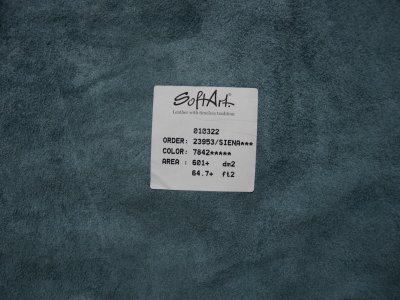 SoftArt
Leather with timeless tradition
010322
ORDER: 23953/SIENA***
COLOR: 7842*****
AREA : 601+ dm2
64.7+ ft2